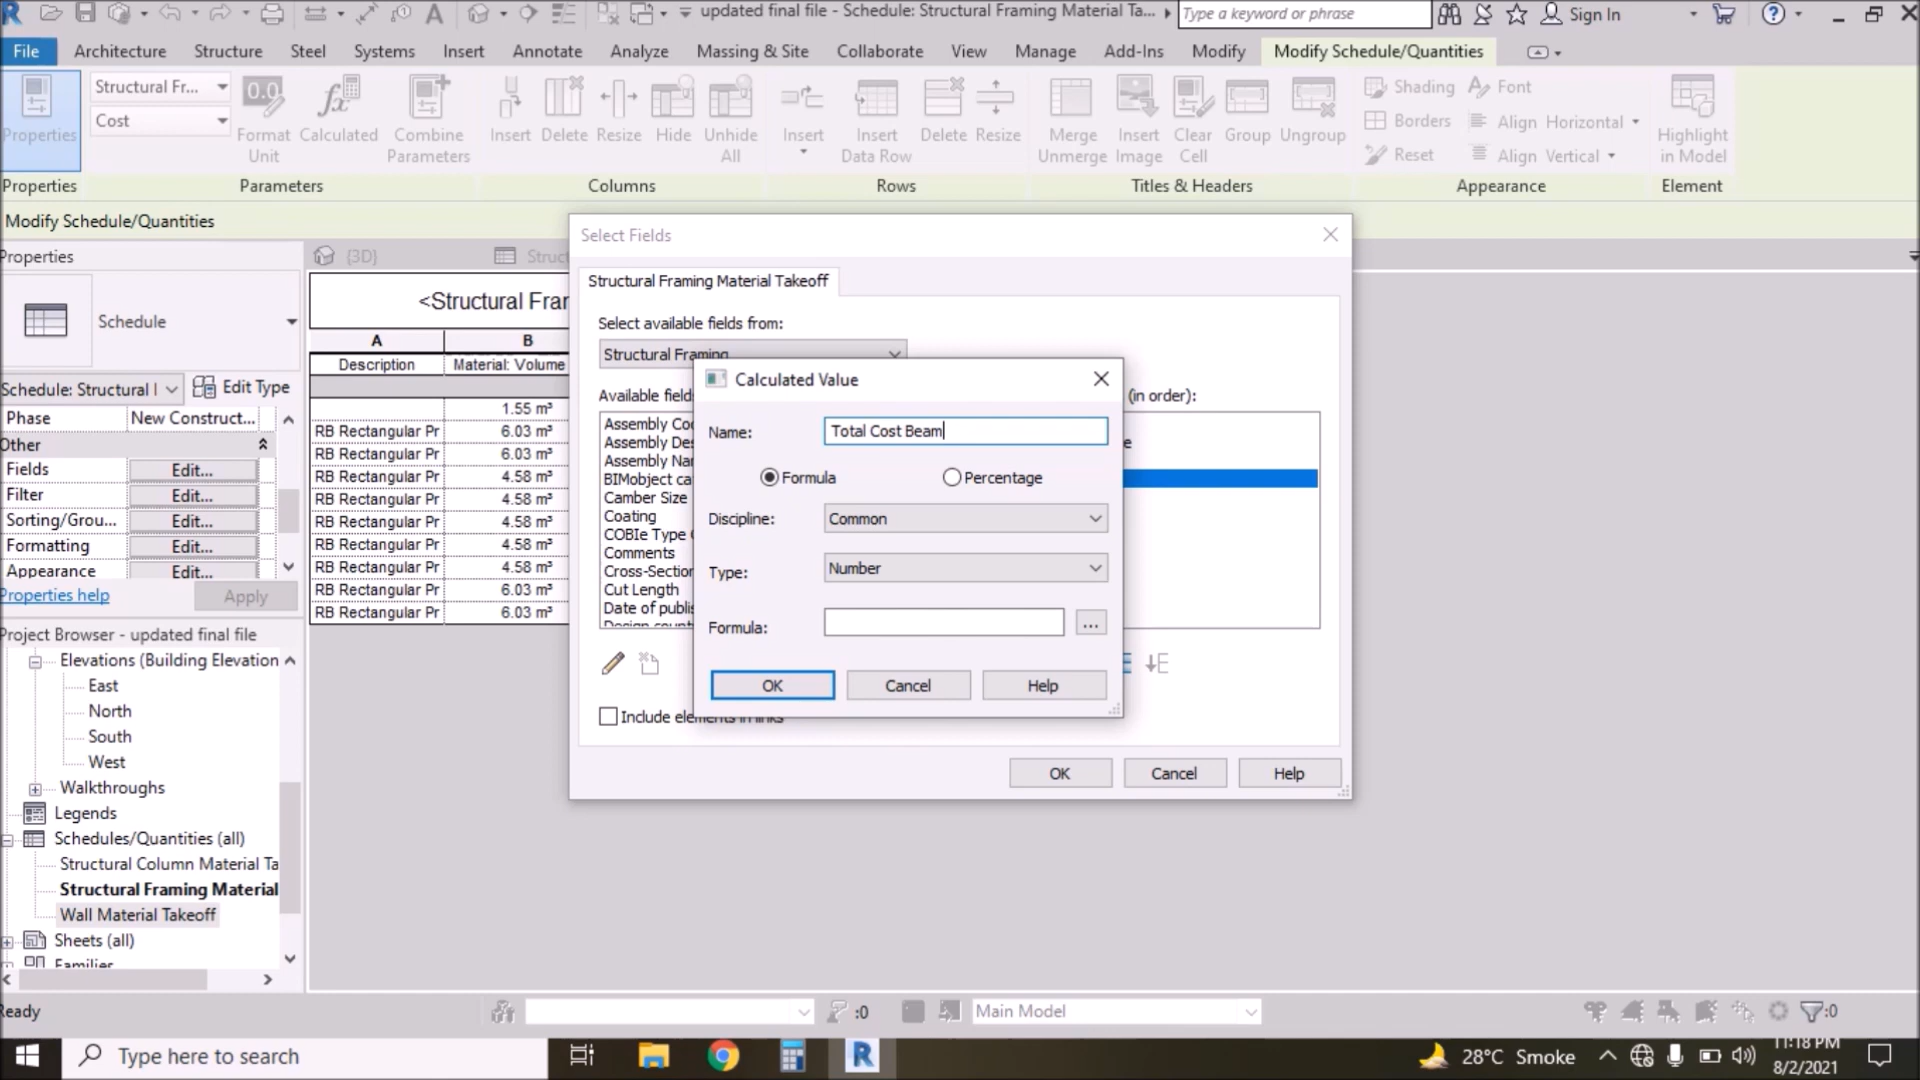 updated final file - Schedule: Structural Framing Material Ta...
Type a keyword or phrase
Sign In
File
Architecture
Structure
Steel
Systems
Insert
Annotate
Analyze
Massing & Site
Collaborate
View
Manage
Add-Ins
Modify
Modify Schedule/Quantities
Properties
Structural Fr...
Cost
Format
Unit
Calculated
Combine
Parameters
Insert
Delete
Resize
Hide
Unhide
All
Insert
Insert
Data Row
Delete
Resize
Merge
Unmerge
Insert
Image
Clear
Cell
Group
Ungroup
Shading
Borders
Reset
Font
Align Horizontal
Align Vertical
Highlight
in Model
Properties
Parameters
Columns
Rows
Titles & Headers
Appearance
Element
Modify Schedule/Quantities
Properties
Schedule
Schedule: Structural I
Edit Type
Phase
New Construct...
Other
Fields
Edit...
Filter
Edit...
Sorting/Grou...
Edit...
Formatting
Edit...
Appearance
Edit...
Properties help
Apply
Project Browser - updated final file
Elevations (Building Elevation
East
North
South
West
Walkthroughs
Legends
Schedules/Quantities (all)
Structural Column Material Ta
Structural Framing Material
Wall Material Takeoff
Sheets (all)
Families
{3D}
Struct
<Structural Fran
A
B
Description
Material: Volume
1.55 m³
RB Rectangular Pr 6.03 m³
RB Rectangular Pr 6.03 m³
RB Rectangular Pr 4.58 m³
RB Rectangular Pr 4.58 m³
RB Rectangular Pr 4.58 m³
RB Rectangular Pr 4.58 m³
RB Rectangular Pr 4.58 m³
RB Rectangular Pr 6.03 m³
RB Rectangular Pr 6.03 m³
Select Fields
Structural Framing Material Takeoff
Select available fields from:
Structural Framing
Available field
(in order):
Assembly Co
Assembly Des
Assembly Na
BIMobject ca
Camber Size
Coating
COBie Type
Comments
Cross-Section
Cut Length
Date of publis
Design count
e
Include elements in links
OK
Cancel
Help
Calculated Value
Name:
Total Cost Beam
Formula
Percentage
Discipline:
Common
Type:
Number
Formula:
...
OK
Cancel
Help
Ready
:0
Main Model
:0
Type here to search
28°C Smoke
11:18 PM
8/2/2021